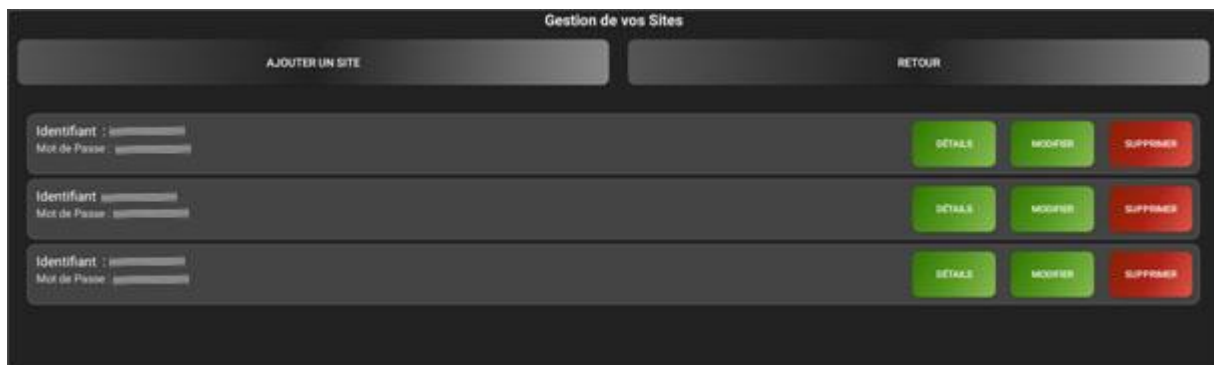 Gestion de vos Sites
AJOUTER UN SITE
RETOUR
Identifiant :
Mot de Passe :
DÉTAILS
MODIFIER
SUPPRIMER
Identifiant
Mot de Passe :
DÉTAILS
MODIFIER
SUPPRIMER
Identifiant :
Mot de Passe :
DÉTAILS
MODIFIER
SUPPRIMER